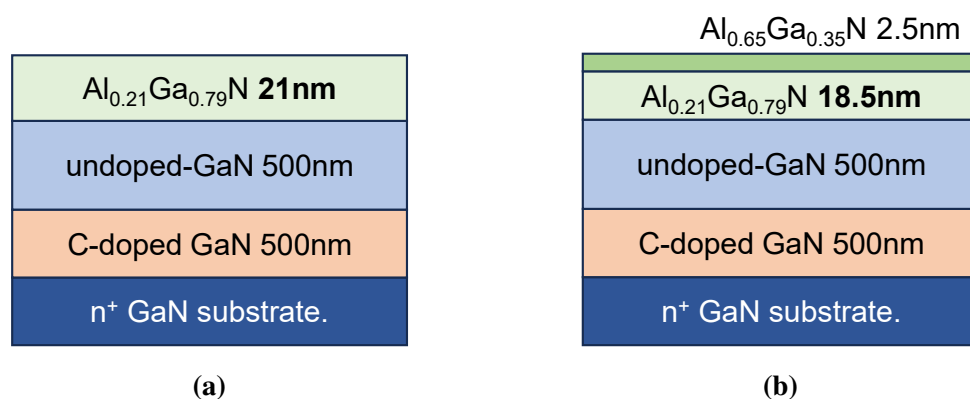 Al₀.₂₁Ga₀.₇₉N 21nm
undoped-GaN 500nm
C-doped GaN 500nm
n⁺ GaN substrate.
(a)
Al₀.₆₅Ga₀.₃₅N 2.5nm
Al₀.₂₁Ga₀.₇₉N 18.5nm
undoped-GaN 500nm
C-doped GaN 500nm
n⁺ GaN substrate.
(b)